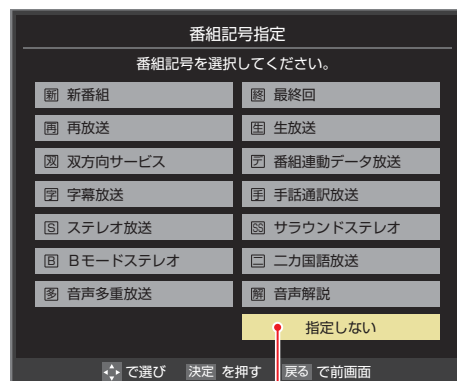 番組記号指定
番組記号を選択してください。
新 新番組
終 最終回
再 再放送
生 生放送
双 双方向サービス
デ 番組連動データ放送
字 字幕放送
手 手話通訳放送
S ステレオ放送
SS サラウンドステレオ
B Bモードステレオ
二 二カ国語放送
多 音声多重放送
解 音声解説
指定しない
で選び 決定 を押す 戻る で前画面